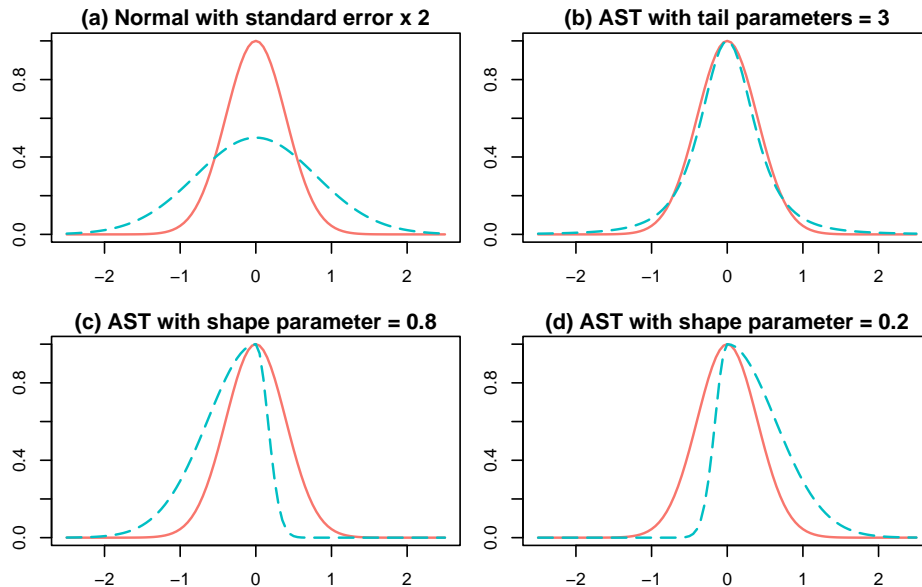 (a) Normal with standard error x 2
0.0 0.4 0.8
−2 −1 0 1 2
(b) AST with tail parameters = 3
0.0 0.4 0.8
−2 −1 0 1 2
(c) AST with shape parameter = 0.8
0.0 0.4 0.8
−2 −1 0 1 2
(d) AST with shape parameter = 0.2
0.0 0.4 0.8
−2 −1 0 1 2